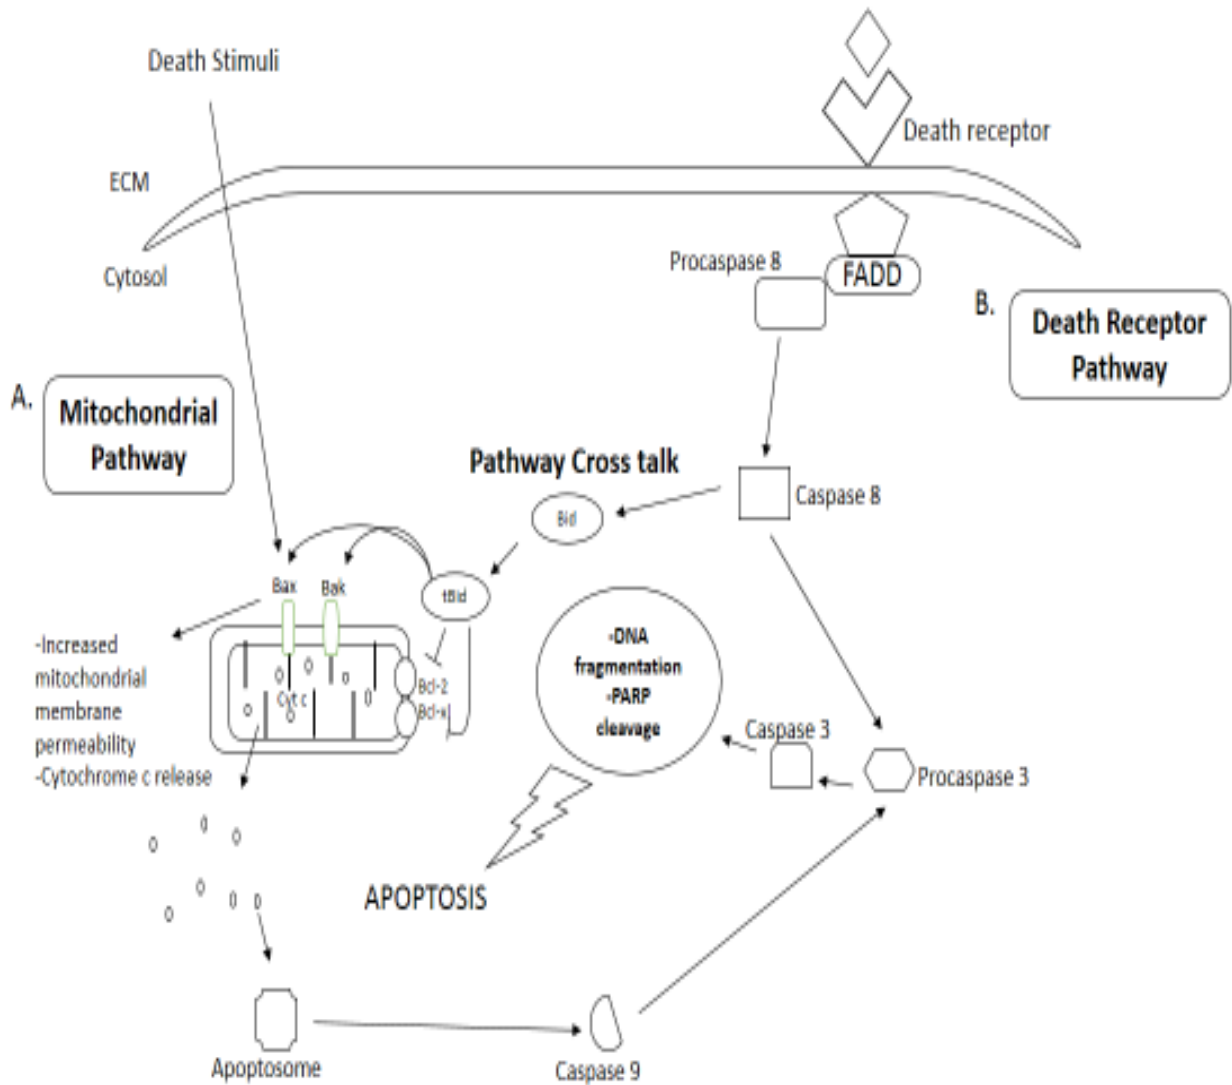 Death Stimuli
Death receptor
ECM
Cytosol
Procaspase 8
FADD
B.
Death Receptor
Pathway
A.
Mitochondrial
Pathway
Pathway Cross talk
Caspase 8
Bid
Bax
Bak
tBid
-Increased
mitochondrial
membrane
permeability
-Cytochrome c release
Cyt c
Bcl-2
Bcl-x
-DNA
fragmentation
-PARP
cleavage
Caspase 3
Procaspase 3
APOPTOSIS
Apoptosome
Caspase 9